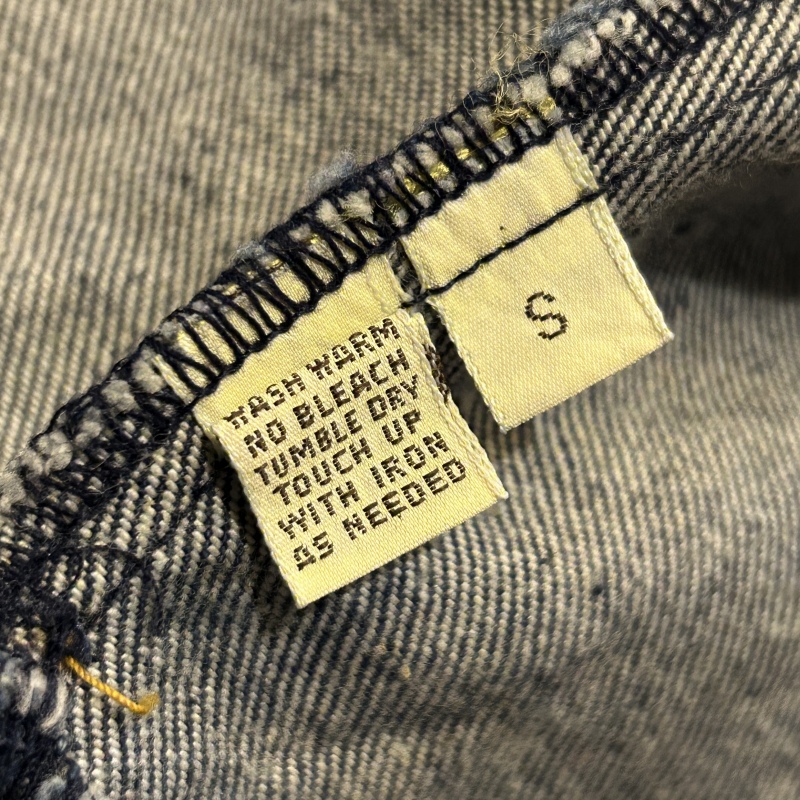 WASH WARM
NO BLEACH
TUMBLE DRY
TOUCH UP
WITH IRON
AS NEEDED
S